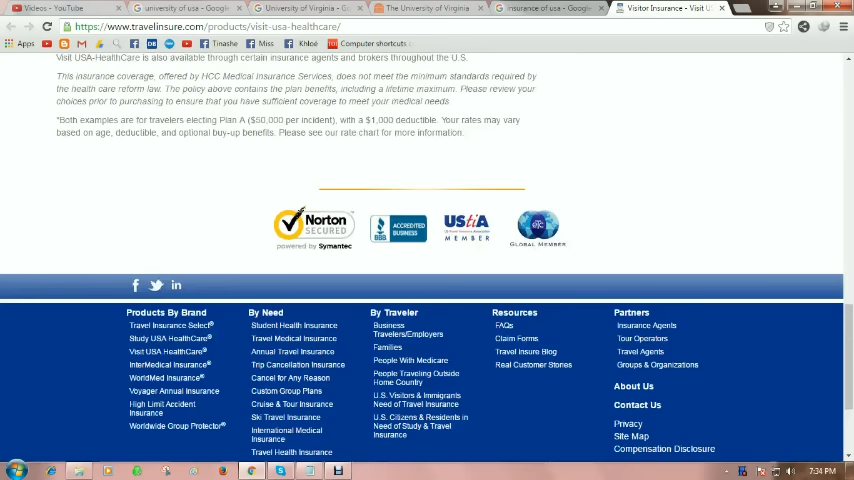 Videos - YouTube
university of usa - Google
University of Virginia - Go
The University of Virginia
insurance of usa - Google
Visitor Insurance - Visit US
https://www.travelinsure.com/products/visit-usa-healthcare/
Apps
Facebook
Miss
Khloé
Computer shortcuts
Visit USA-HealthCare is also available through certain insurance agents and brokers throughout the U.S.
This insurance coverage, offered by HCC Medical Insurance Services, does not meet the minimum standards required by
the health care reform law. The policy above contains the plan benefits, including a lifetime maximum. Please review your
choices prior to purchasing to ensure that you have sufficient coverage to meet your medical needs
*Both examples are for travelers electing Plan A ($50,000 per incident), with a $1,000 deductible. Your rates may vary
based on age, deductible, and optional buy-up benefits. Please see our rate chart for more information.
Norton
SECURED
powered by Symantec
BBB
ACCREDITED
BUSINESS
UStiA
MEMBER
GLOBAL MEMBER
Products By Brand
Travel Insurance Select®
Study USA HealthCare®
Visit USA HealthCare®
InterMedical Insurance®
WorldMed Insurance®
Voyager Annual Insurance
High Limit Accident
Insurance
Worldwide Group Protector®
By Need
Student Health Insurance
Travel Medical Insurance
Annual Travel Insurance
Trip Cancellation Insurance
Cancel for Any Reason
Custom Group Plans
Cruise & Tour Insurance
Ski Travel Insurance
International Medical
Insurance
Travel Health Insurance
By Traveler
Business
Travelers/Employers
Families
People With Medicare
People Traveling Outside
Home Country
U.S. Visitors & Immigrants
Need of Travel Insurance
U.S. Citizens & Residents in
Need of Study & Travel
Insurance
Resources
FAQs
Claim Forms
Travel Insure Blog
Real Customer Stories
Partners
Insurance Agents
Tour Operators
Travel Agents
Groups & Organizations
About Us
Contact Us
Privacy
Site Map
Compensation Disclosure
7:34 PM